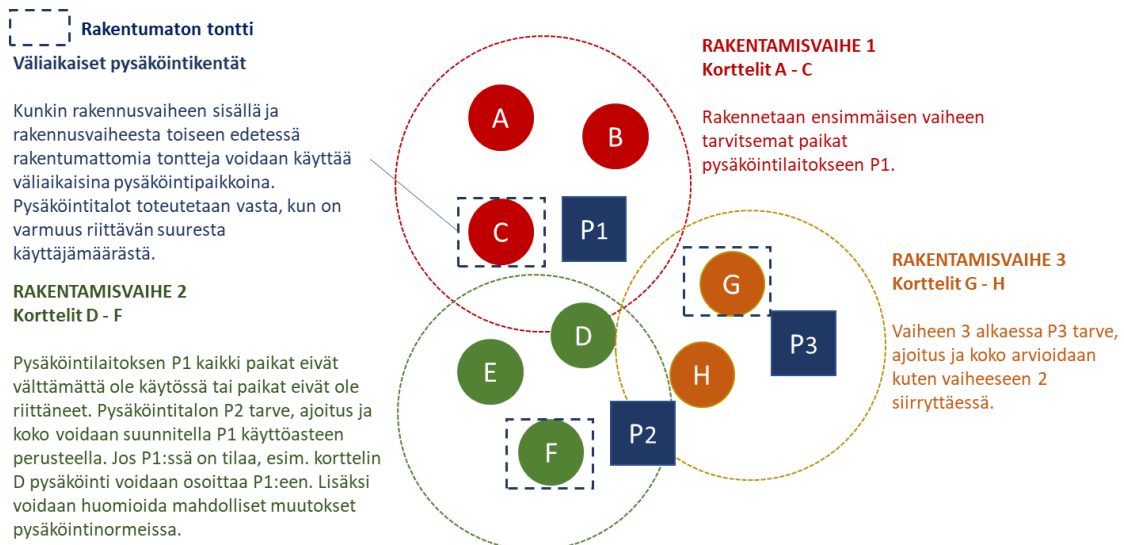 Rakentumaton tontti
Väliaikaiset pysäköintikentät
Kunkin rakennusvaiheen sisällä ja
rakennusvaiheesta toiseen edetessä
rakentumattomia tontteja voidaan käyttää
väliaikaisina pysäköintipaikkoina.
Pysäköintitalot toteutetaan vasta, kun on
varmuus riittävän suuresta
käyttäjämäärästä.
RAKENTAMISVAIHE 2
Korttelit D - F
Pysäköintilaitoksen P1 kaikki paikat eivät
välttämättä ole käytössä tai paikat eivät ole
riittäneet. Pysäköintitalon P2 tarve, ajoitus ja
koko voidaan suunnitella P1 käyttöasteen
perusteella. Jos P1:ssä on tilaa, esim. korttelin
D pysäköinti voidaan osoittaa P1:een. Lisäksi
voidaan huomioida mahdolliset muutokset
pysäköintinormeissa.
A
B
C
P1
D
E
F
P2
G
H
P3
RAKENTAMISVAIHE 1
Korttelit A - C
Rakennetaan ensimmäisen vaiheen
tarvitsemat paikat
pysäköintilaitokseen P1.
RAKENTAMISVAIHE 3
Korttelit G - H
Vaiheen 3 alkaessa P3 tarve,
ajoitus ja koko arvioidaan
kuten vaiheeseen 2
siirryttäessä.